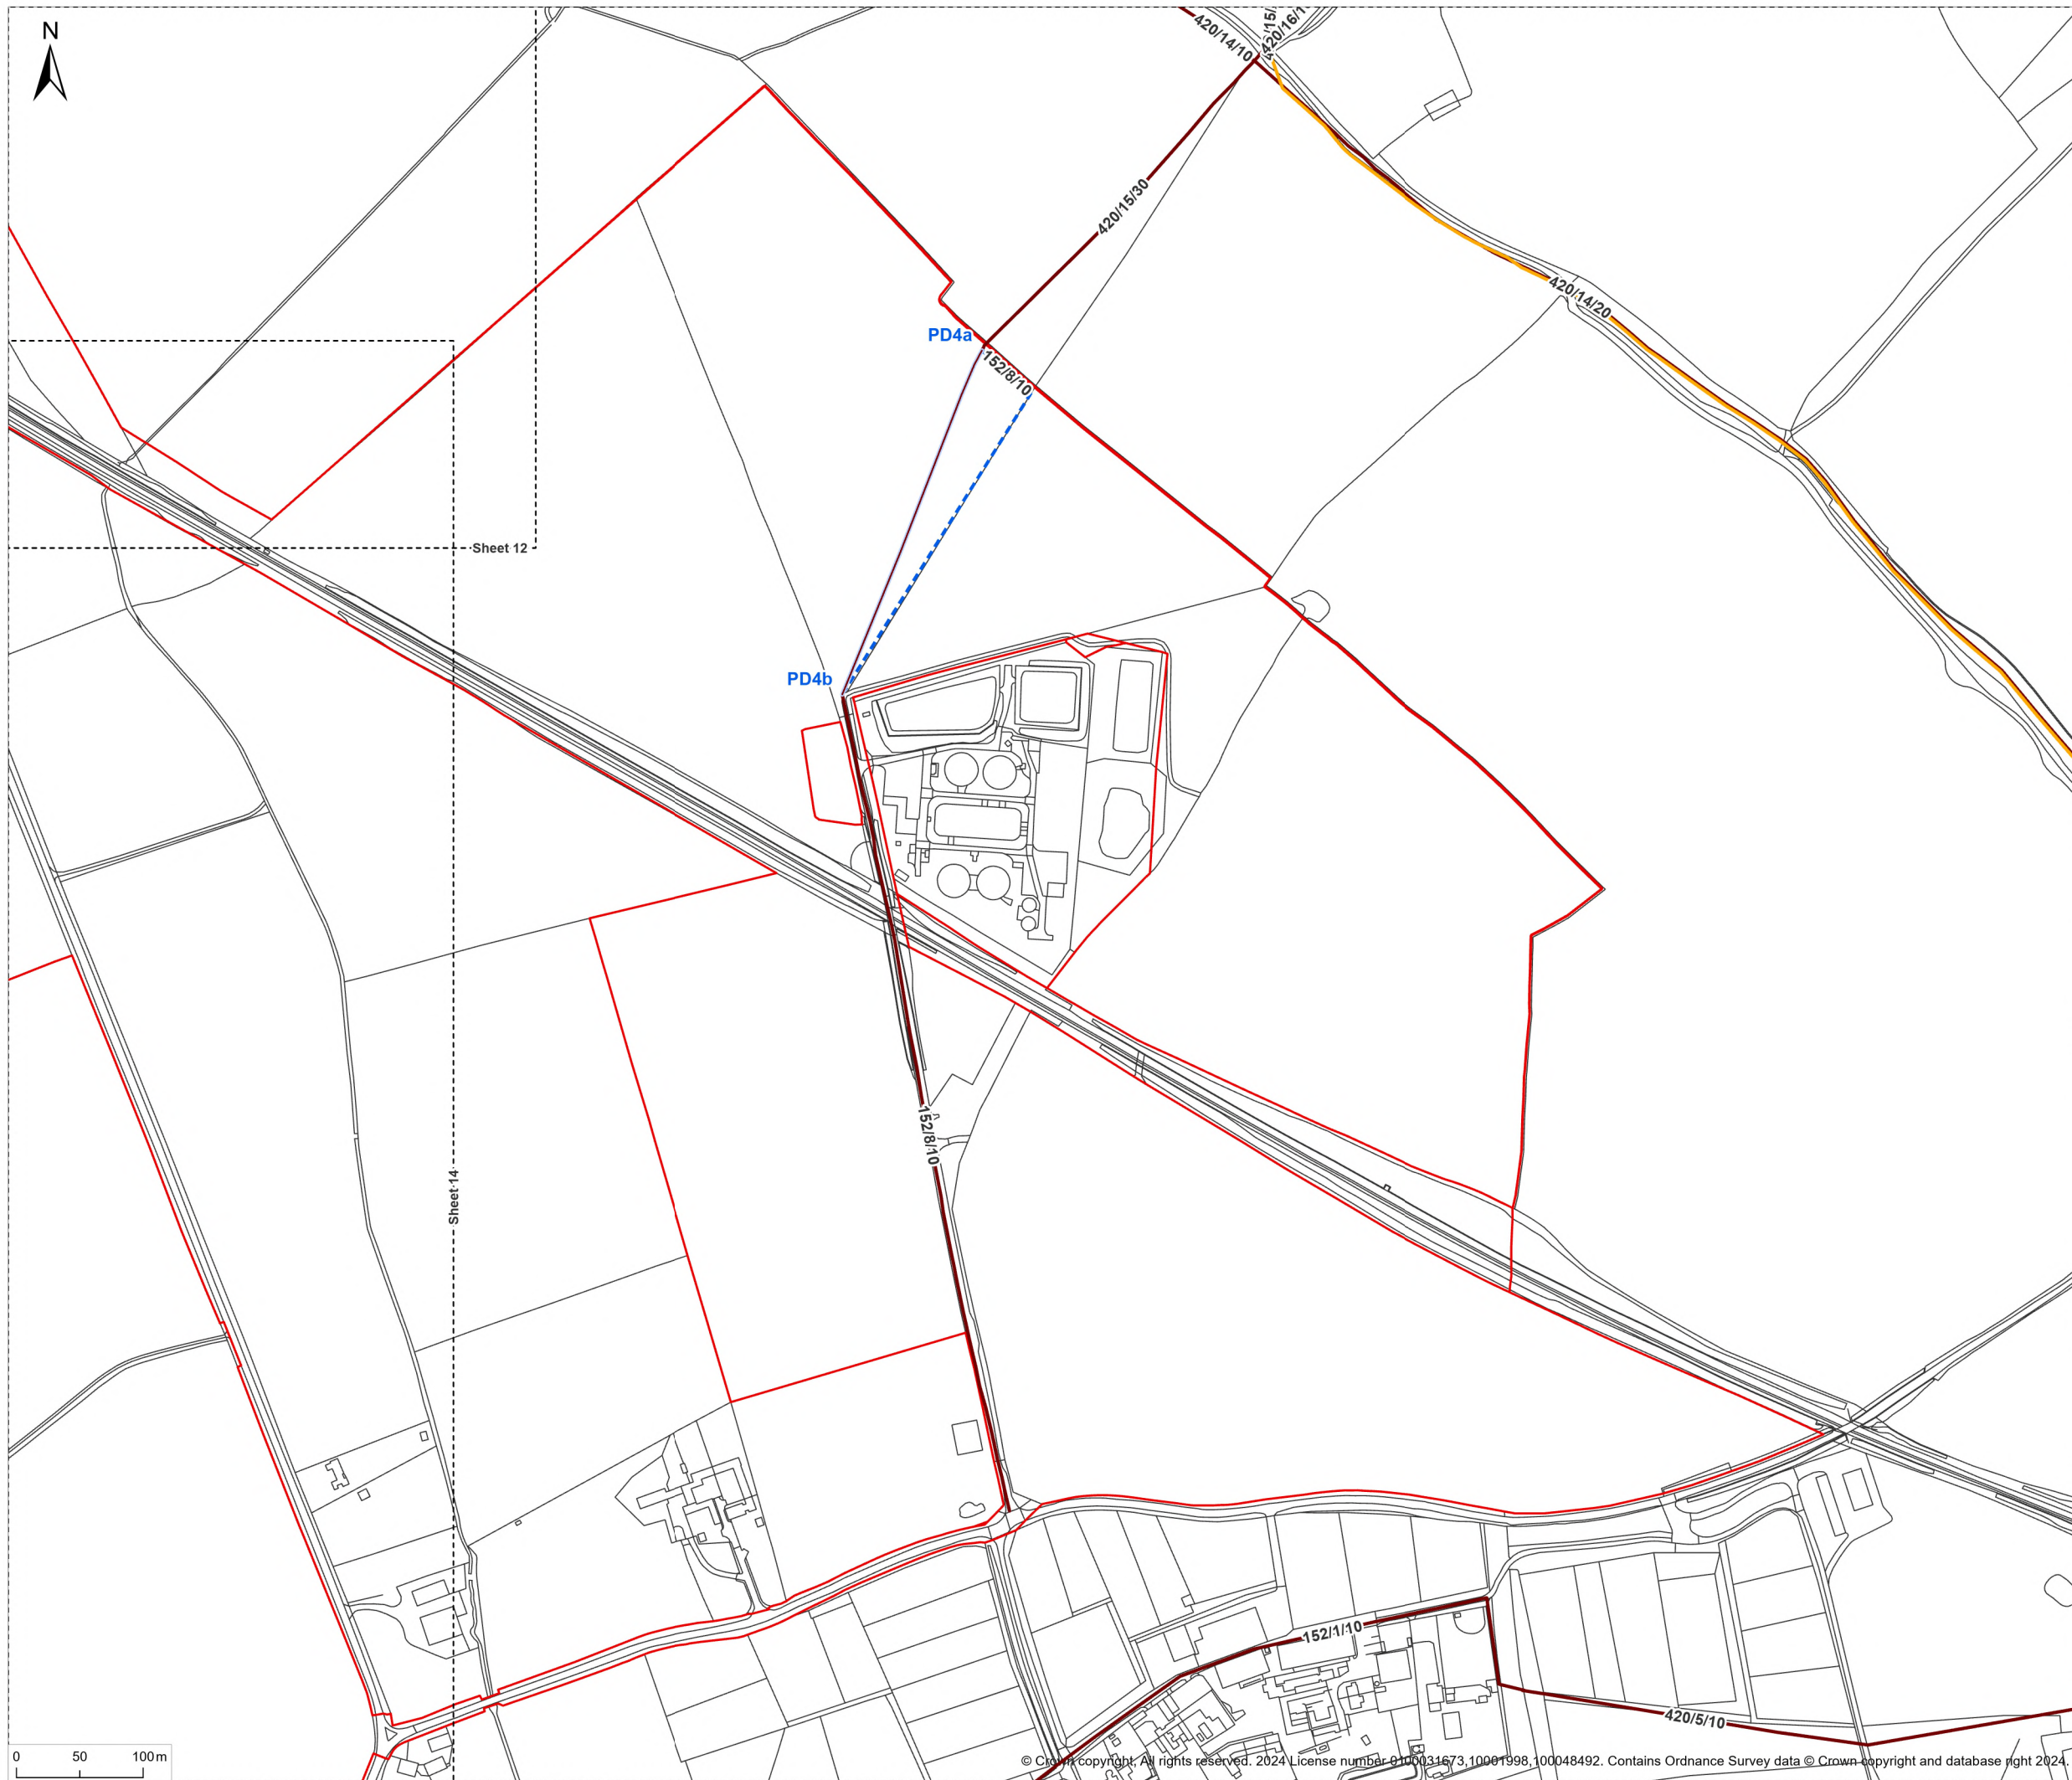 N
420/14/10
420/15/
420/16/1
420/15/30
420/14/20
PD4a
152/8/10
Sheet 12
PD4b
152/8/10
Sheet 14
152/1/10
420/5/10
0 50 100 m
© Crown copyright, All rights reserved. 2024 License number 0100031673,10001998,100048492. Contains Ordnance Survey data © Crown copyright and database right 2024